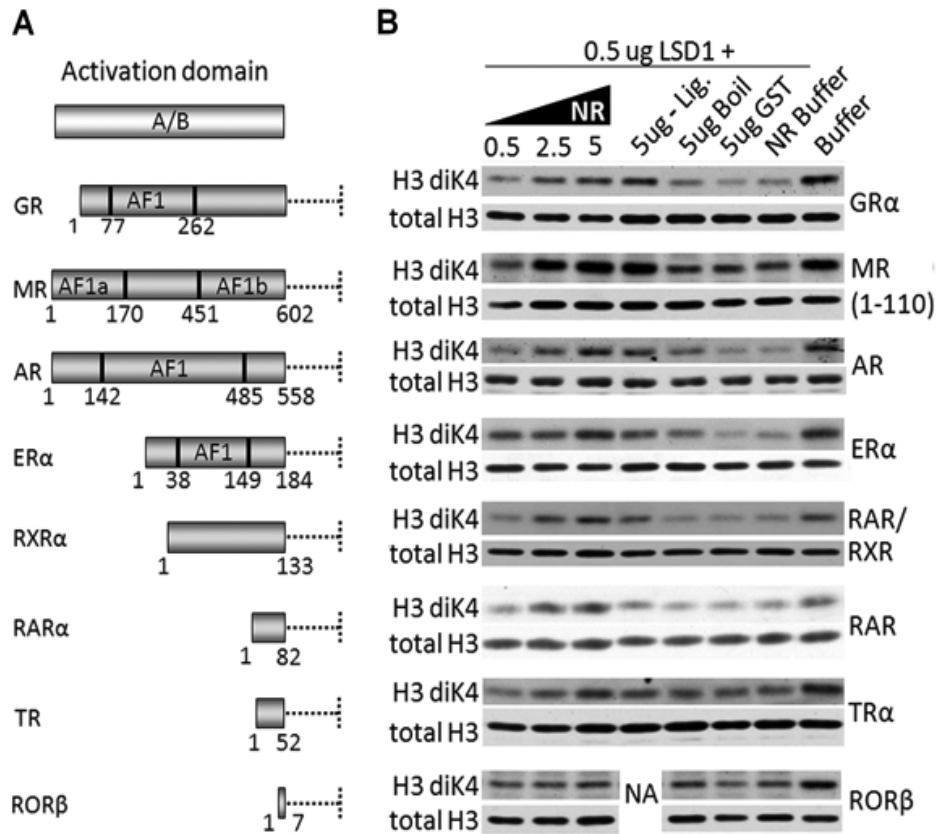 A
Activation domain
A/B
GR
AF1
1 77 262
MR
AF1a AF1b
1 170 451 602
AR
AF1
1 142 485 558
ERα
AF1
1 38 149 184
RXRα
1 133
RARα
1 82
TR
1 52
RORβ
1 7
B
0.5 ug LSD1 +
NR
0.5 2.5 5
5ug - Lig.
5ug Boil
5ug GST
NR Buffer
Buffer
H3 diK4
total H3
GRα
H3 diK4
total H3
MR
(1-110)
H3 diK4
total H3
AR
H3 diK4
total H3
ERα
H3 diK4
total H3
RAR/
RXR
H3 diK4
total H3
RAR
H3 diK4
total H3
TRα
H3 diK4
total H3
NA
RORβ